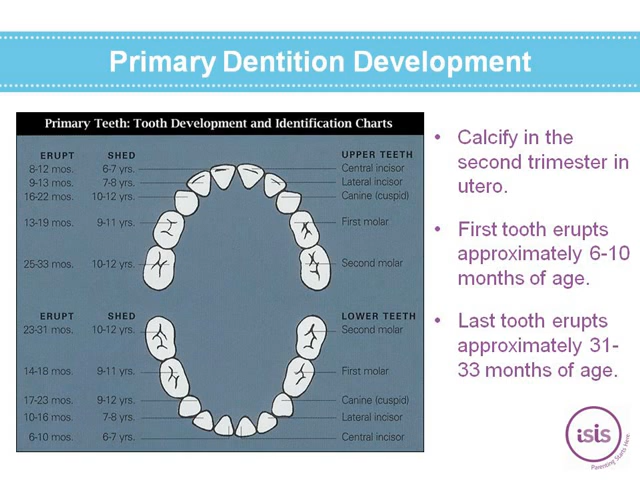 Primary Dentition Development
Primary Teeth: Tooth Development and Identification Charts
ERUPT SHED UPPER TEETH
8-12 mos. 6-7 yrs. Central incisor
9-13 mos. 7-8 yrs. Lateral incisor
16-22 mos. 10-12 yrs. Canine (cuspid)
13-19 mos. 9-11 yrs. First molar
25-33 mos. 10-12 yrs. Second molar
ERUPT SHED LOWER TEETH
23-31 mos. 10-12 yrs. Second molar
14-18 mos. 9-11 yrs. First molar
17-23 mos. 9-12 yrs. Canine (cuspid)
10-16 mos. 7-8 yrs. Lateral incisor
6-10 mos. 6-7 yrs. Central incisor
• Calcify in the
second trimester in
utero.
• First tooth erupts
approximately 6-10
months of age.
• Last tooth erupts
approximately 31-
33 months of age.
isis
Parenting Starts Here.